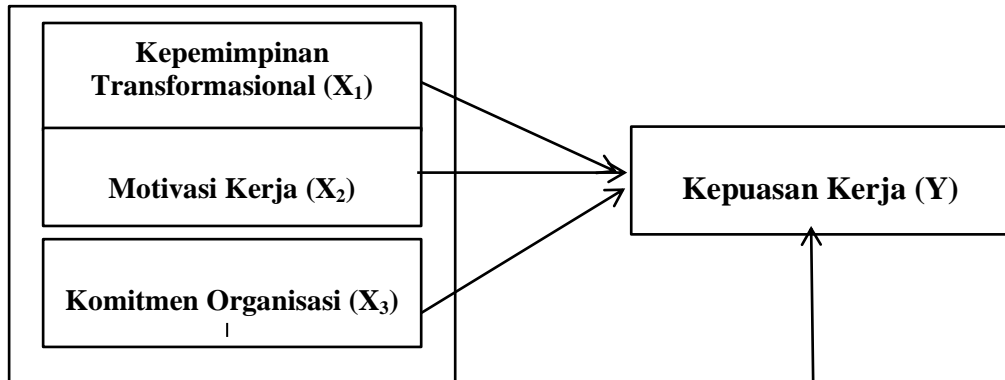 Kepemimpinan
Transformasional (X₁)
Motivasi Kerja (X₂)
Kepuasan Kerja (Y)
Komitmen Organisasi (X₃)